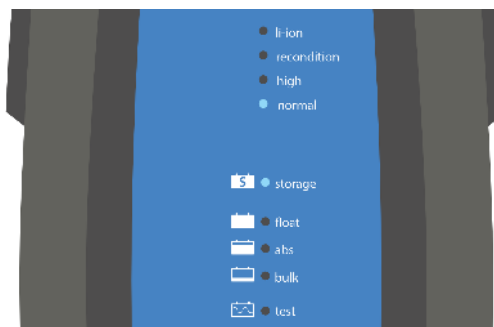 li-ion
recondition
high
normal
S storage
float
abs
bulk
test